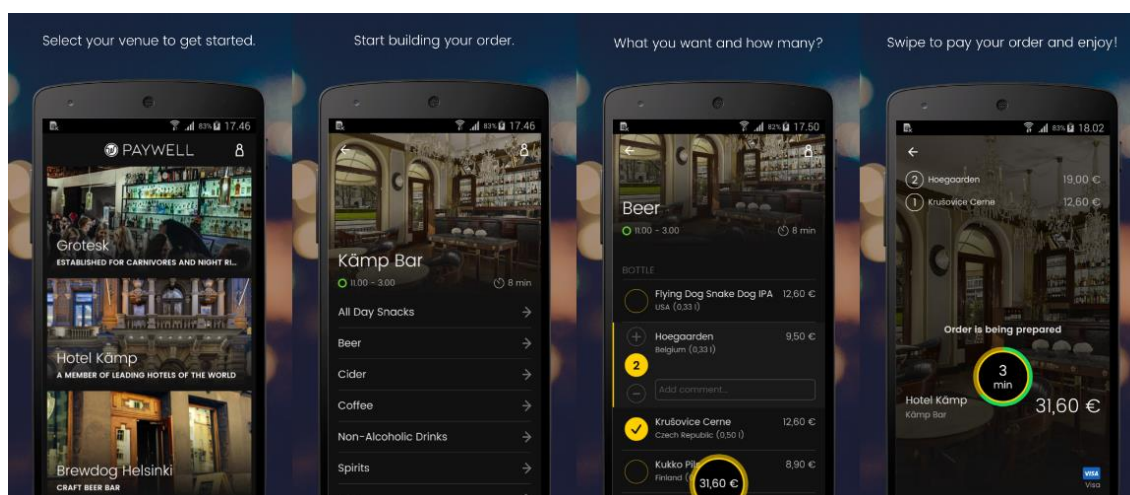 Select your venue to get started.
83% 17.46
PAYWELL
Grotesk
ESTABLISHED FOR CARNIVORES AND NIGHT RI...
Hotel Kämp
A MEMBER OF LEADING HOTELS OF THE WORLD
Brewdog Helsinki
CRAFT BEER BAR
Start building your order.
83% 17.46
Kämp Bar
11.00 - 3.00 8 min
All Day Snacks
Beer
Cider
Coffee
Non-Alcoholic Drinks
Spirits
What you want and how many?
82% 17.50
Beer
11.00 - 3.00 8 min
BOTTLE
Flying Dog Snake Dog IPA 12,60 €
USA (0,33 l)
Hoegaarden 9,50 €
Belgium (0,33 l)
2
Add comment...
Krušovice Cerne 12,60 €
Czech Republic (0,50 l)
Kukko 8,90 €
Finland
31,60 €
Swipe to pay your order and enjoy!
83% 18.02
2 Hoegaarden 19,00 €
1 Krušovice Cerne 12,60 €
Order is being prepared
3
min
Hotel Kämp 31,60 €
Kämp Bar
VISA
Visa